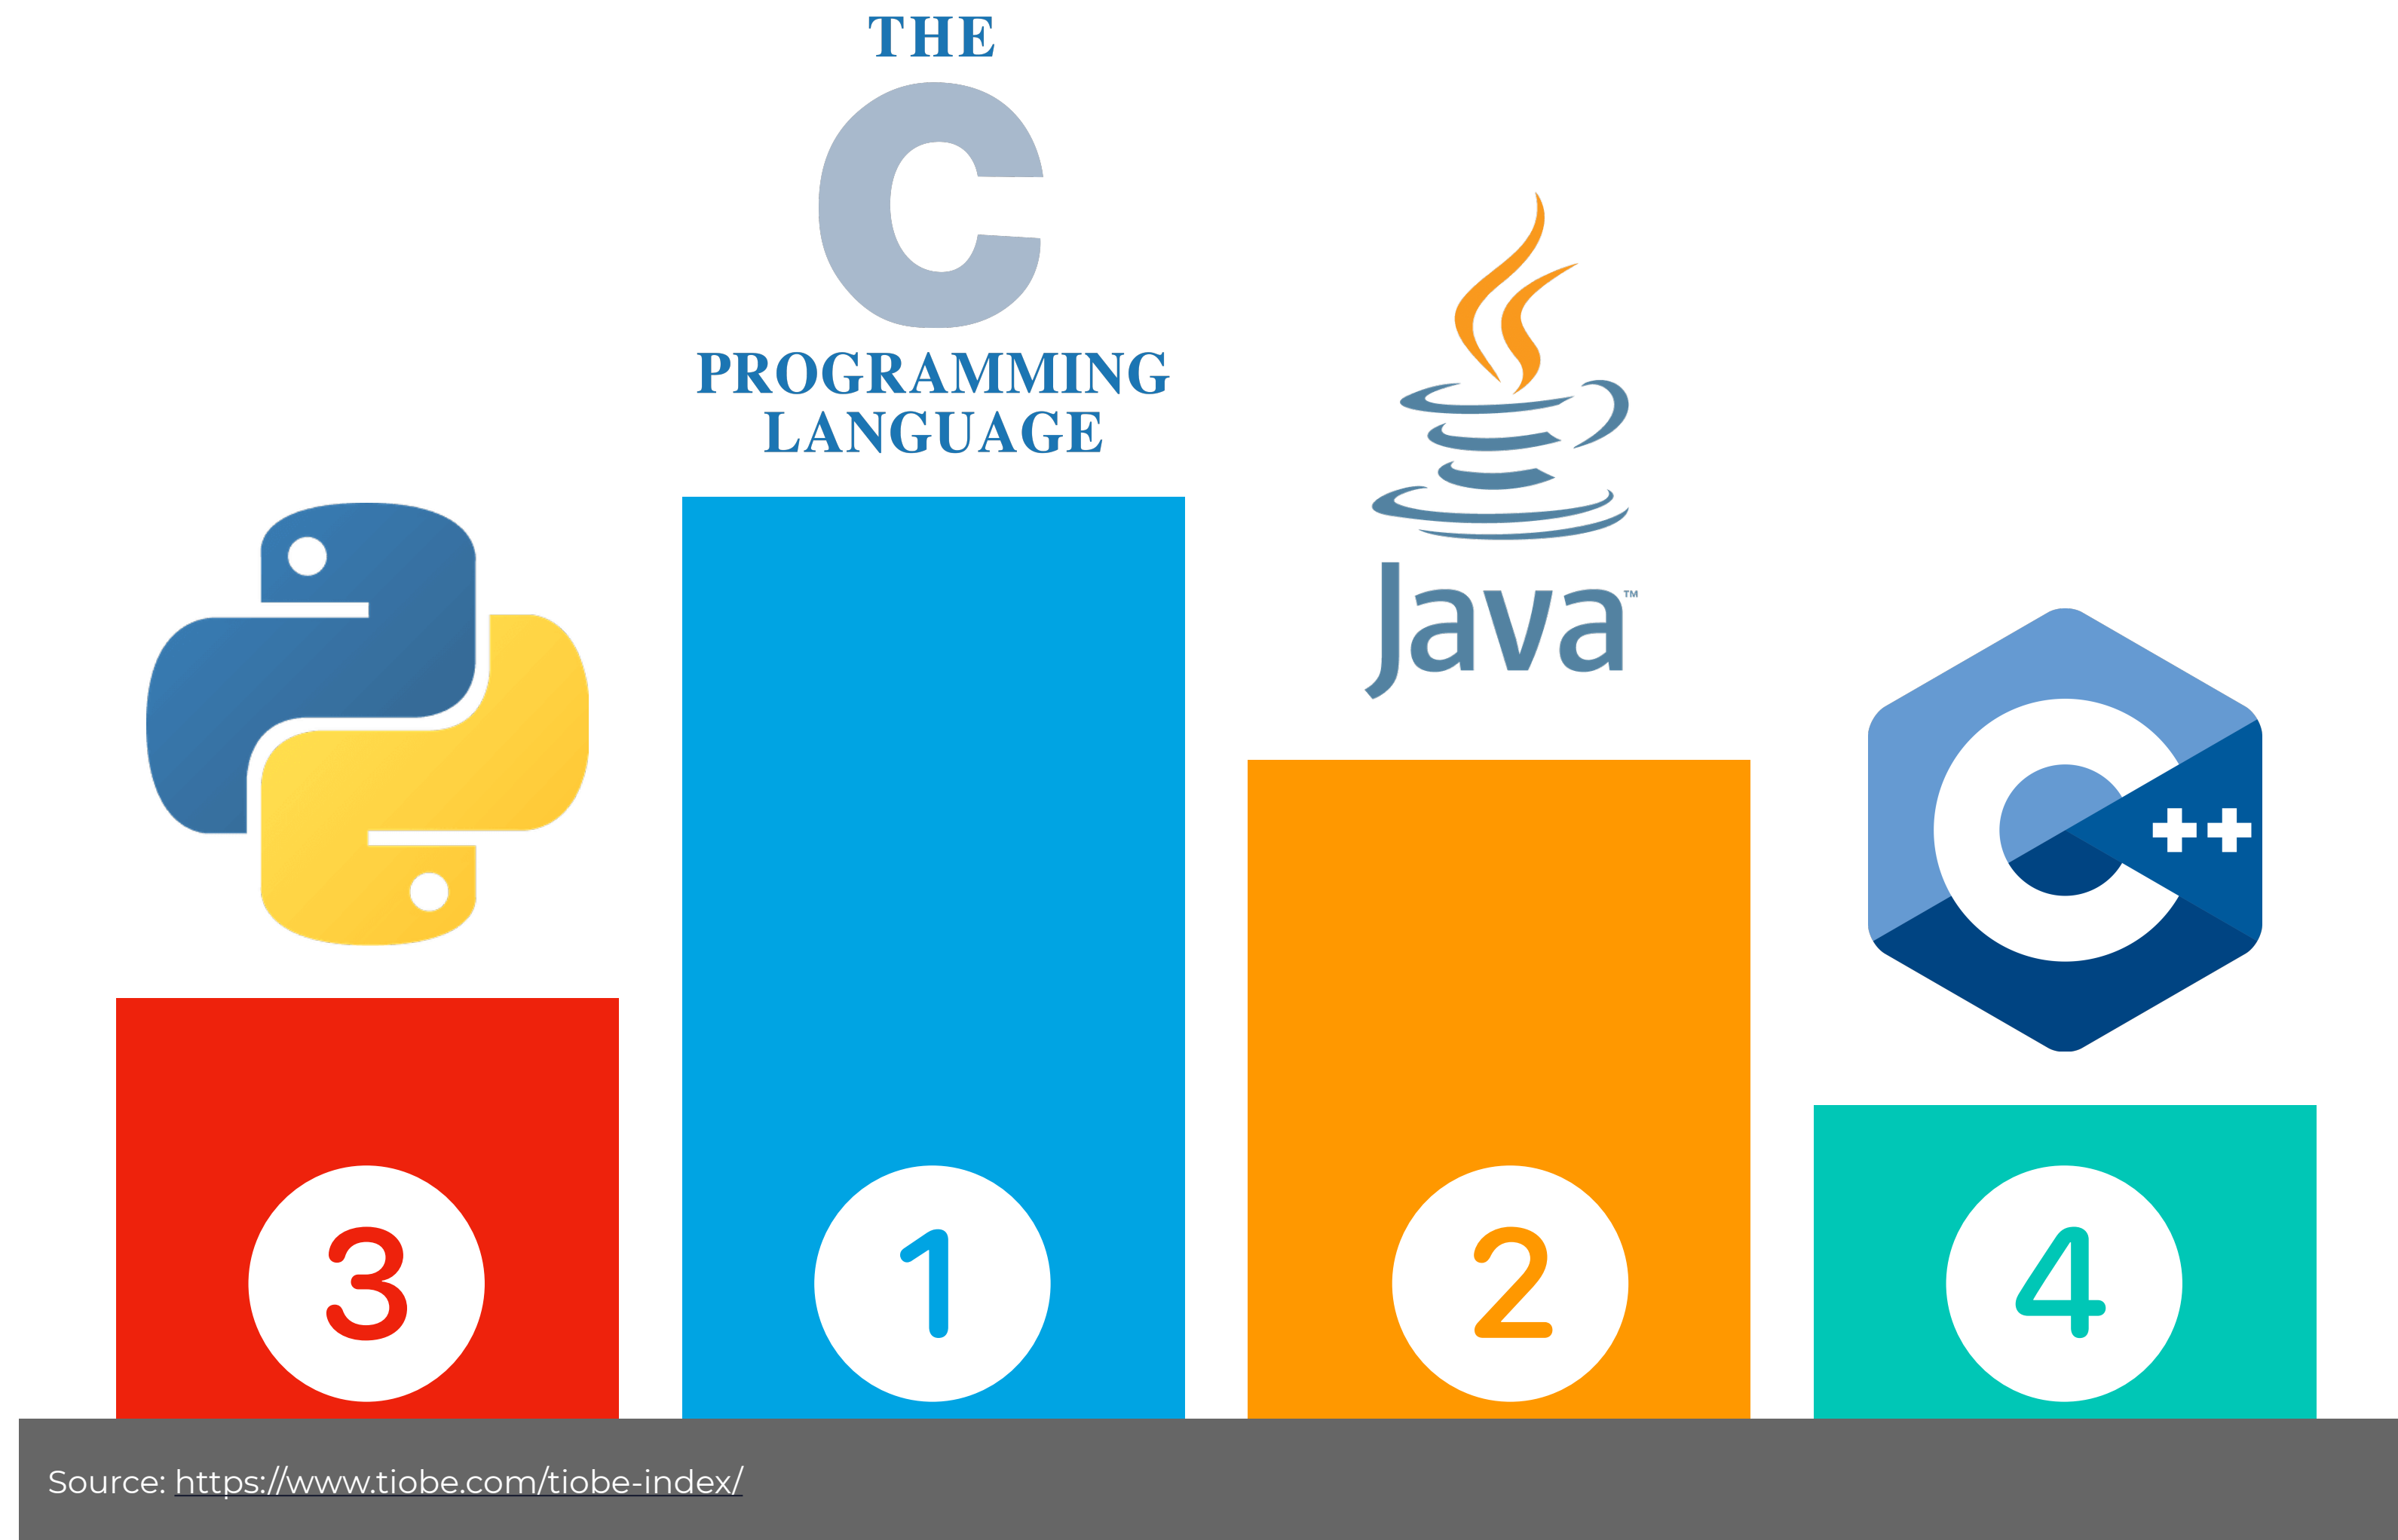 THE
C
PROGRAMMING
LANGUAGE
Java™
C++
3
1
2
4
Source: https://www.tiobe.com/tiobe-index/